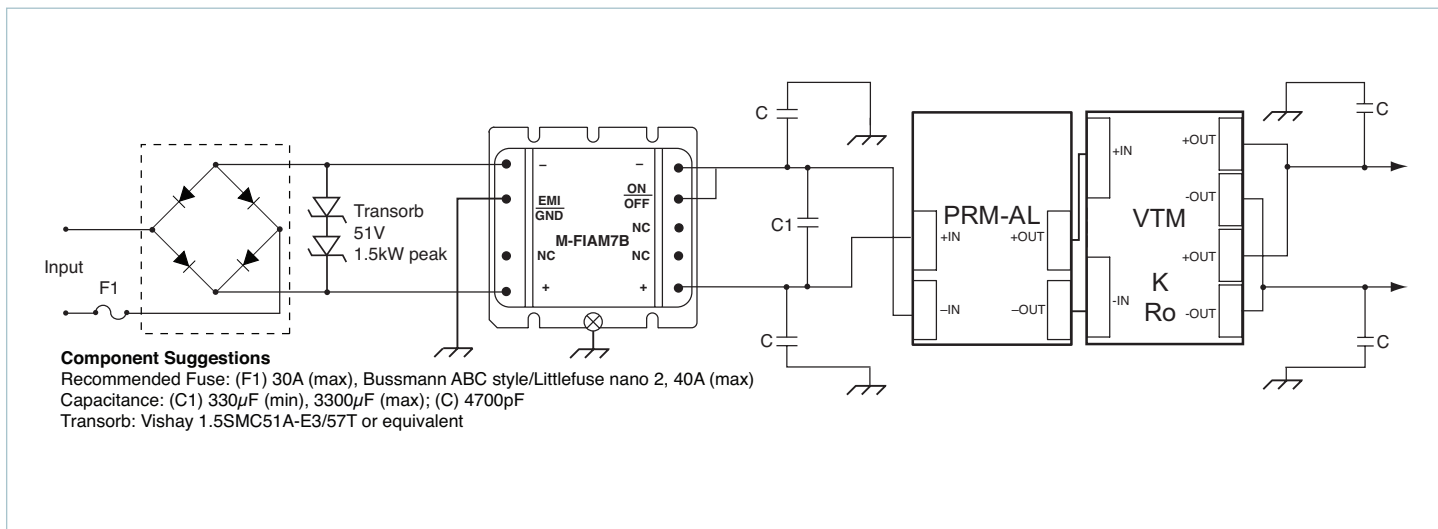 Input
F1
Transorb
51V
1.5kW peak
–
EMI
GND
NC
+
M-FIAM7B
–
ON
OFF
NC
NC
+
C
C1
C
PRM-AL
+IN
–IN
+OUT
–OUT
VTM
K
Ro
+IN
-IN
+OUT
-OUT
+OUT
-OUT
C
C
Component Suggestions
Recommended Fuse: (F1) 30A (max), Bussmann ABC style/Littlefuse nano 2, 40A (max)
Capacitance: (C1) 330µF (min), 3300µF (max); (C) 4700pF
Transorb: Vishay 1.5SMC51A-E3/57T or equivalent